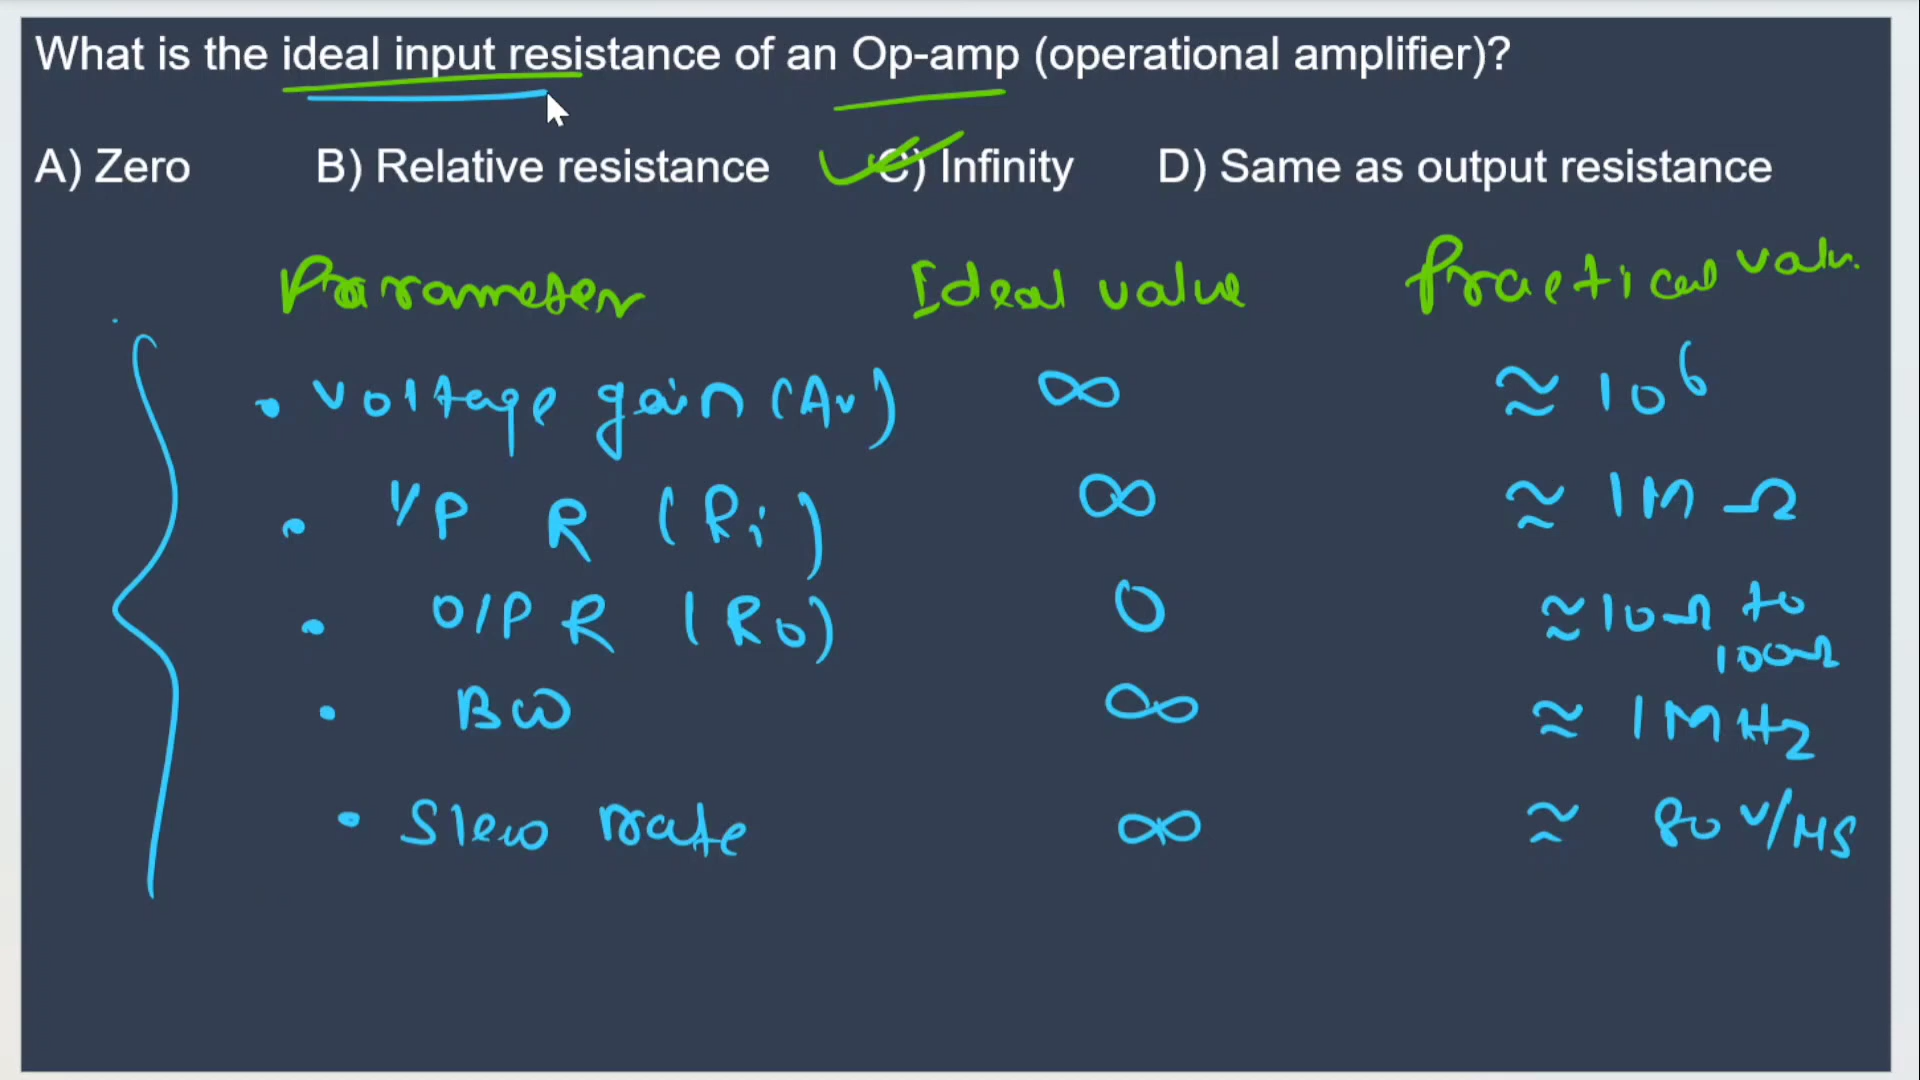 What is the ideal input resistance of an Op-amp (operational amplifier)?
A) Zero B) Relative resistance C) Infinity D) Same as output resistance
Parameter Ideal value Practical valu.
• Voltage gain (Av) ∞ ≈ 10⁶
• I/P R (Ri) ∞ ≈ 1M Ω
• O/P R (Ro) 0 ≈ 10Ω to
100Ω
• BW ∞ ≈ 1MHz
• Slew rate ∞ ≈ 80 V/μS